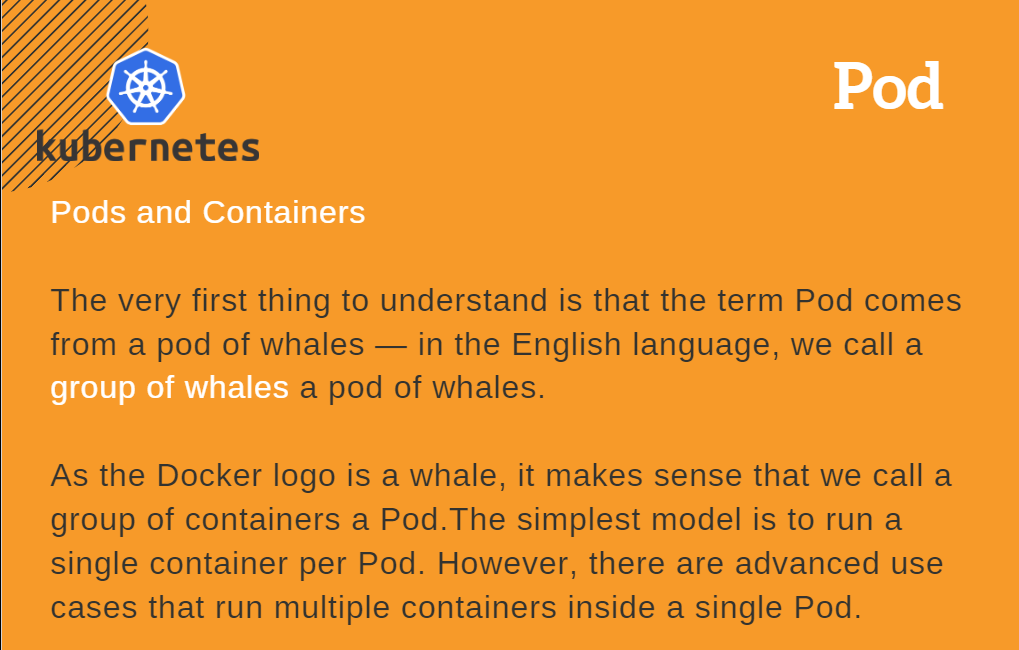 kubernetes
Pod
Pods and Containers
The very first thing to understand is that the term Pod comes
from a pod of whales — in the English language, we call a
group of whales a pod of whales.
As the Docker logo is a whale, it makes sense that we call a
group of containers a Pod.The simplest model is to run a
single container per Pod. However, there are advanced use
cases that run multiple containers inside a single Pod.